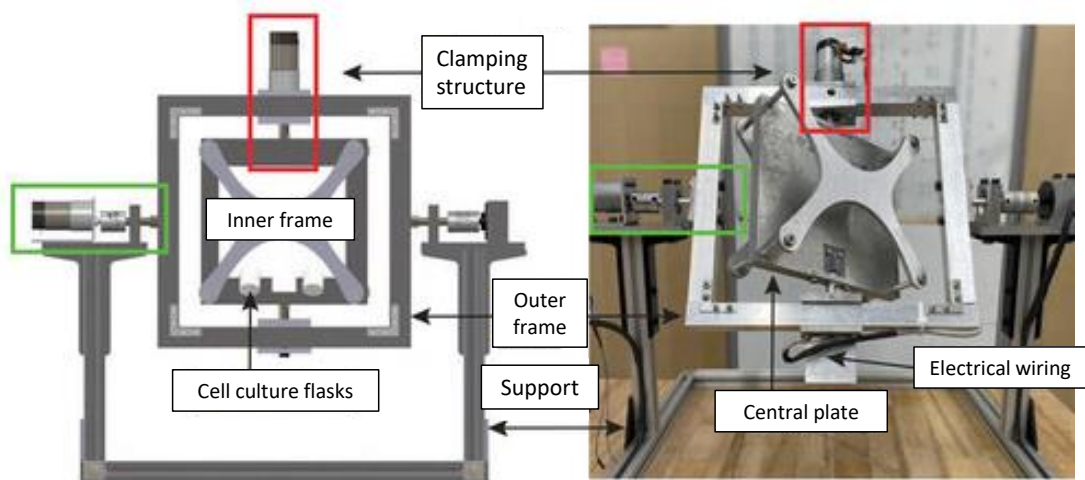 Clamping
structure
Inner frame
Outer
frame
Cell culture flasks
Support
Electrical wiring
Central plate